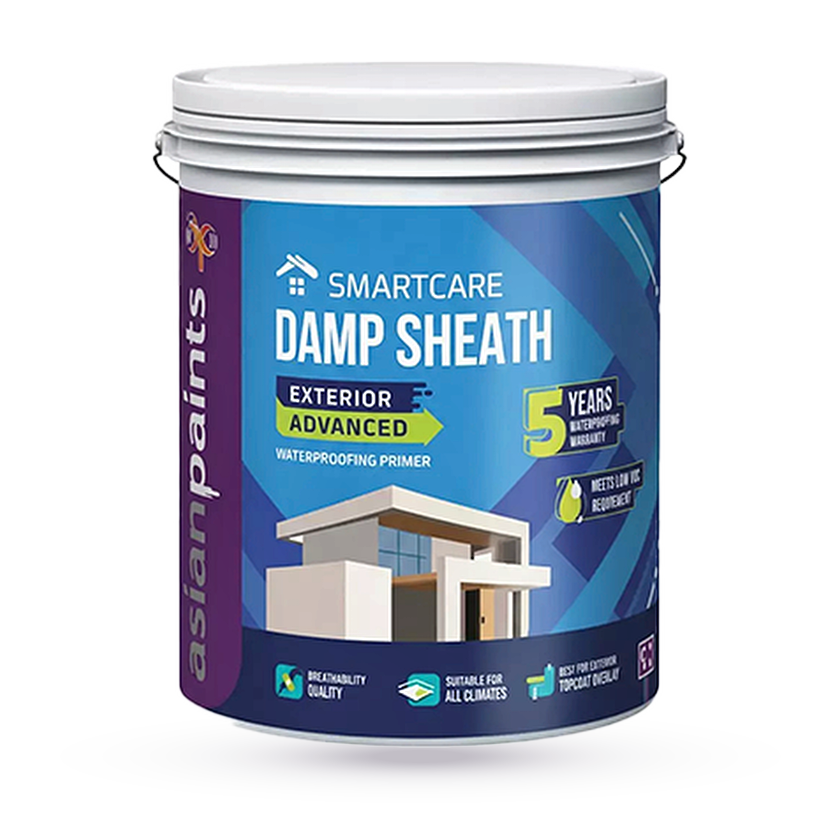 asianpaints
SMARTCARE
DAMP SHEATH
EXTERIOR
ADVANCED
WATERPROOFING PRIMER
5 YEARS
WATERPROOFING
WARRANTY
MEETS LOW VOC
REQUIREMENT
BREATHABILITY
QUALITY
SUITABLE FOR
ALL CLIMATES
BEST FOR EXTERIOR
TOPCOAT OVERLAY